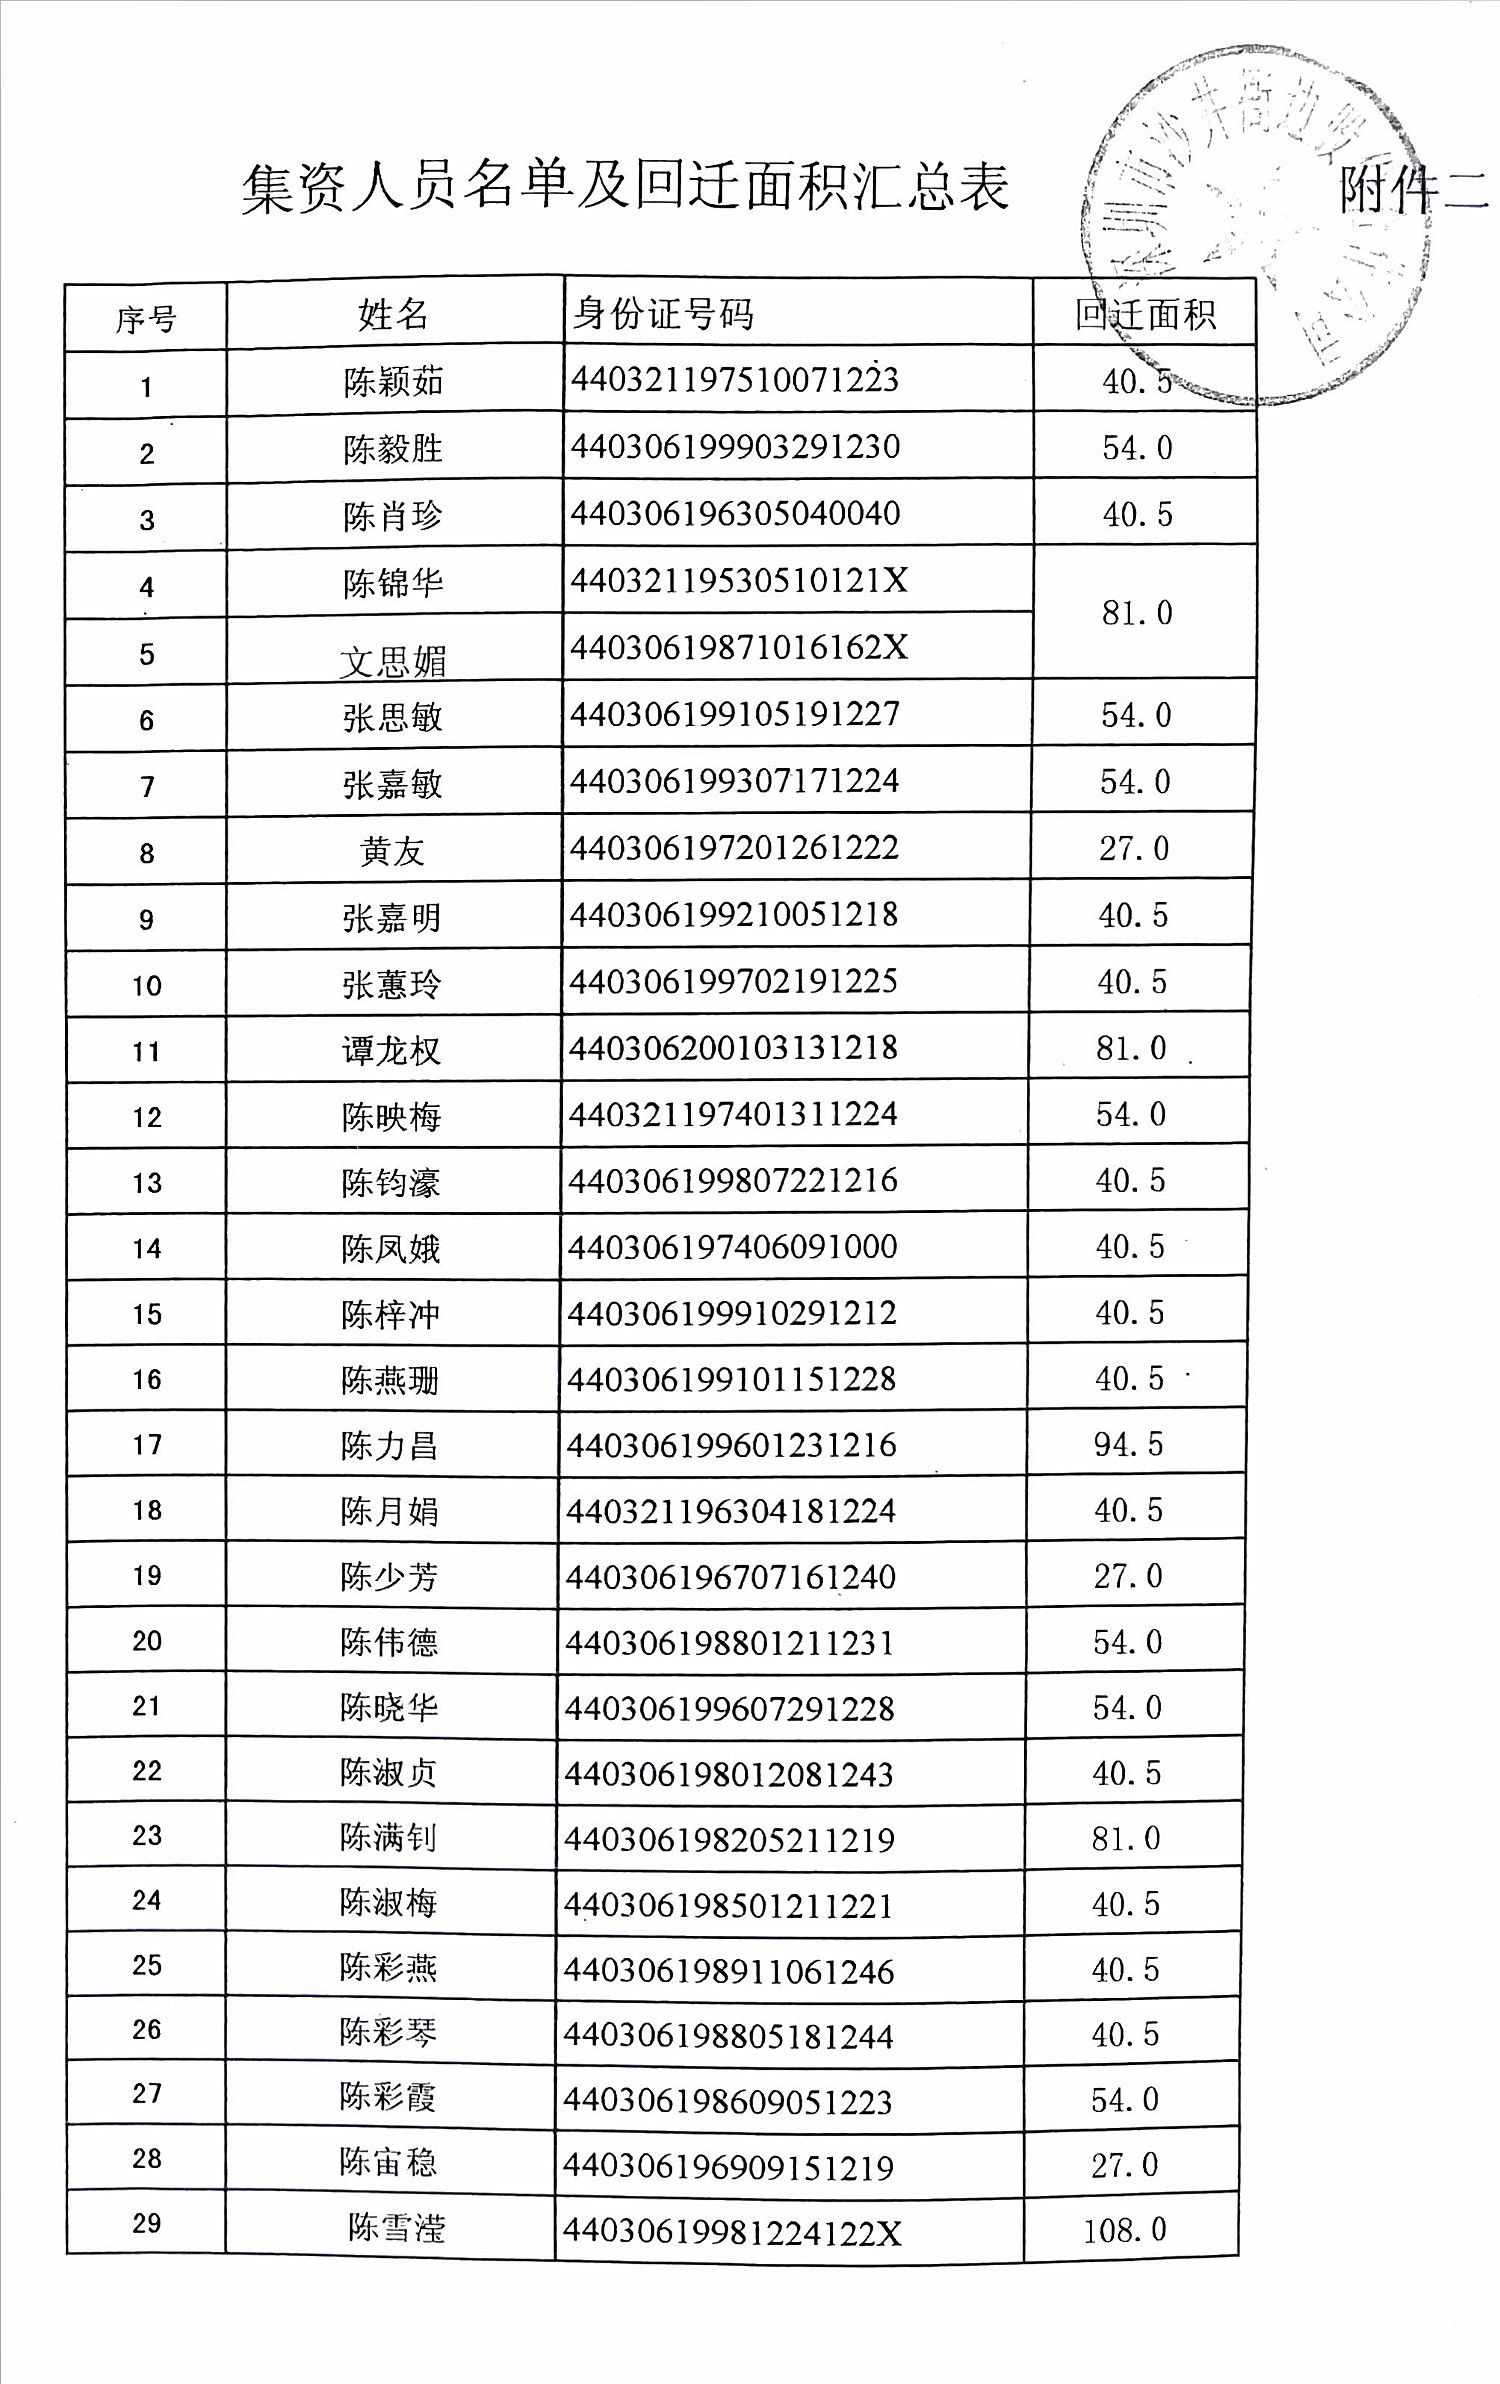 集资人员名单及回迁面积汇总表 附件二
序号 姓名 身份证号码 回迁面积
1 陈颖茹 440321197510071223 40.5
2 陈毅胜 440306199903291230 54.0
3 陈肖珍 440306196305040040 40.5
4 陈锦华 44032119530510121X 81.0
5 文思媚 44030619871016162X
6 张思敏 440306199105191227 54.0
7 张嘉敏 440306199307171224 54.0
8 黄友 440306197201261222 27.0
9 张嘉明 440306199210051218 40.5
10 张蕙玲 440306199702191225 40.5
11 谭龙权 440306200103131218 81.0
12 陈映梅 440321197401311224 54.0
13 陈钧濠 440306199807221216 40.5
14 陈凤娥 440306197406091000 40.5
15 陈梓冲 440306199910291212 40.5
16 陈燕珊 440306199101151228 40.5
17 陈力昌 440306199601231216 94.5
18 陈月娟 440321196304181224 40.5
19 陈少芳 440306196707161240 27.0
20 陈伟德 440306198801211231 54.0
21 陈晓华 440306199607291228 54.0
22 陈淑贞 440306198012081243 40.5
23 陈满钊 440306198205211219 81.0
24 陈淑梅 440306198501211221 40.5
25 陈彩燕 440306198911061246 40.5
26 陈彩琴 440306198805181244 40.5
27 陈彩霞 440306198609051223 54.0
28 陈宙稳 440306196909151219 27.0
29 陈雪滢 44030619981224122X 108.0